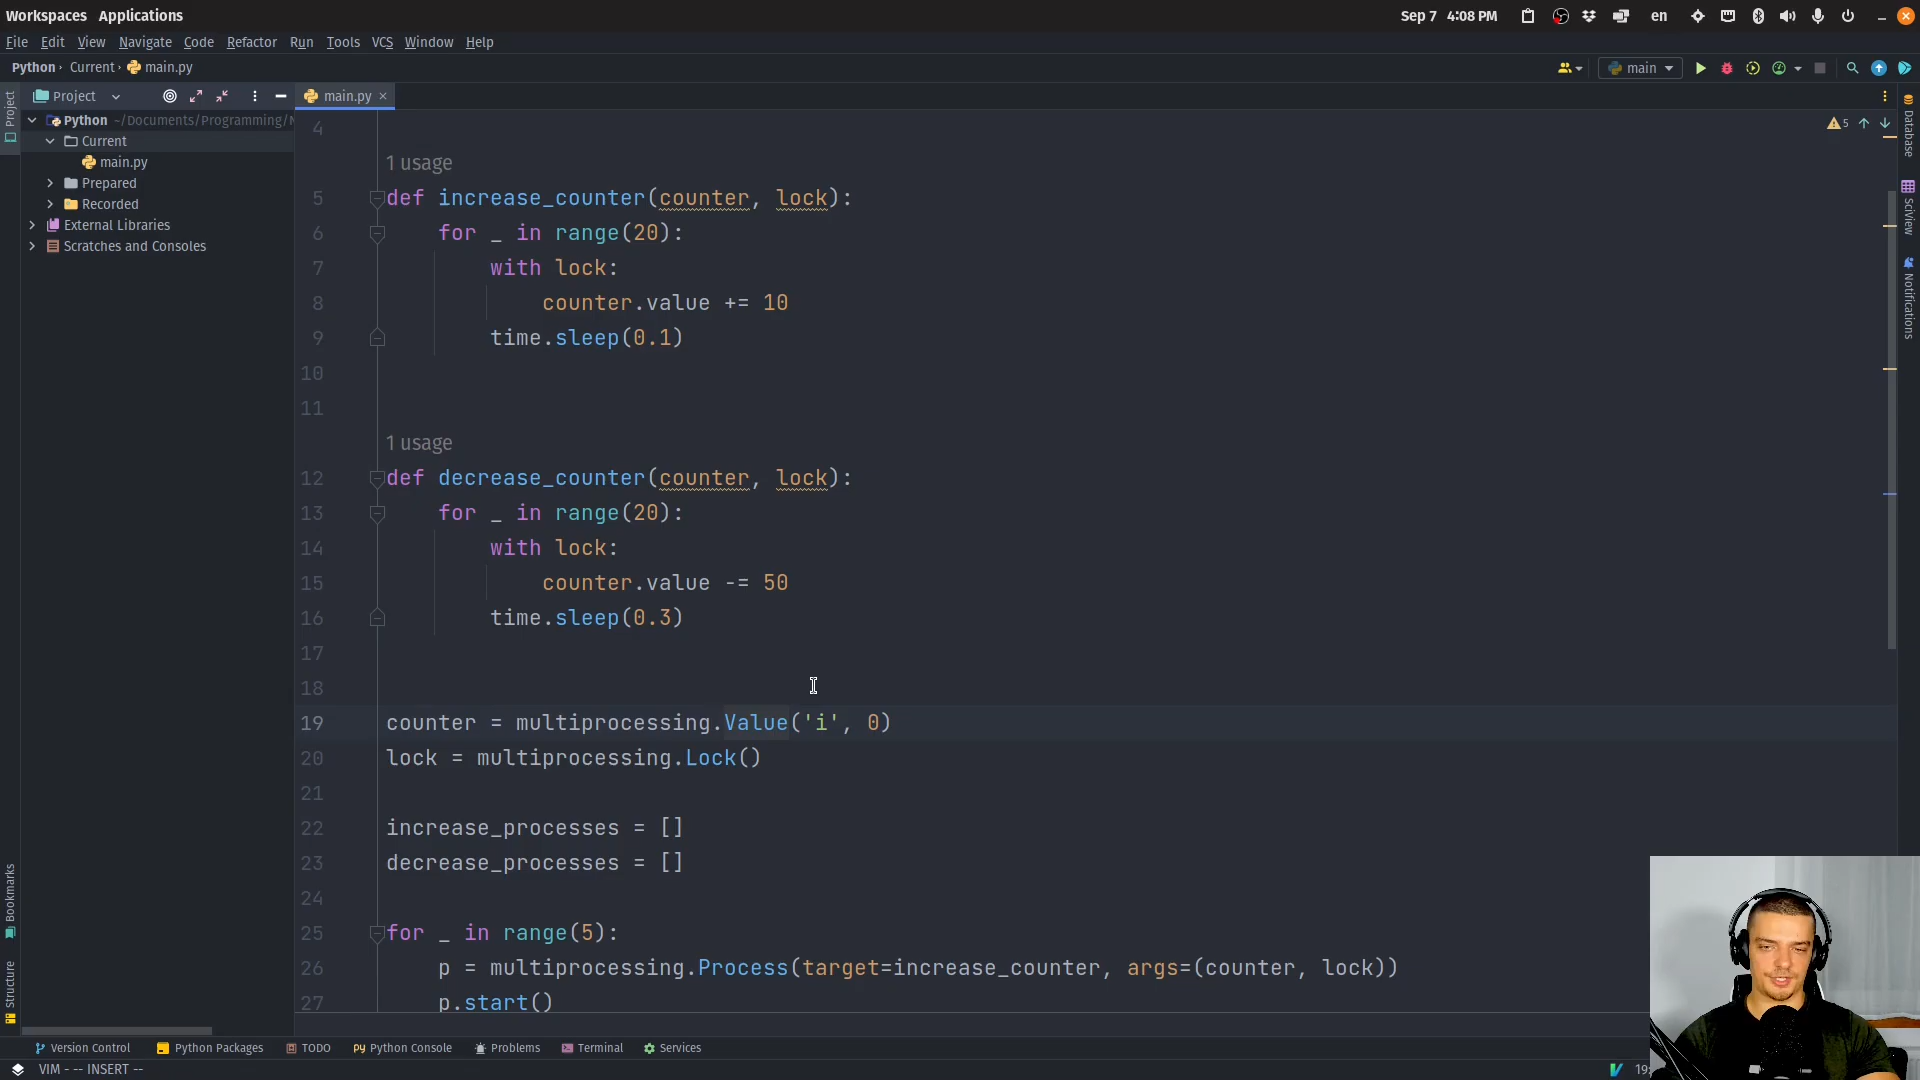 Workspaces Applications
Sep 7 4:08 PM
en
File Edit View Navigate Code Refactor Run Tools VCS Window Help
Python Current main.py
main
Project
main.py
Python ~/Documents/Programming/
Current
main.py
Prepared
Recorded
External Libraries
Scratches and Consoles
Project
Bookmarks
Structure
Database
SciView
Notifications
5
4
1 usage
5 def increase_counter(counter, lock):
6 for _ in range(20):
7 with lock:
8 counter.value += 10
9 time.sleep(0.1)
10
11
1 usage
12 def decrease_counter(counter, lock):
13 for _ in range(20):
14 with lock:
15 counter.value -= 50
16 time.sleep(0.3)
17
18
19 counter = multiprocessing.Value('i', 0)
20 lock = multiprocessing.Lock()
21
22 increase_processes = []
23 decrease_processes = []
24
25 for _ in range(5):
26 p = multiprocessing.Process(target=increase_counter, args=(counter, lock))
27 p.start()
Version Control Python Packages TODO Python Console Problems Terminal Services
VIM - -- INSERT --